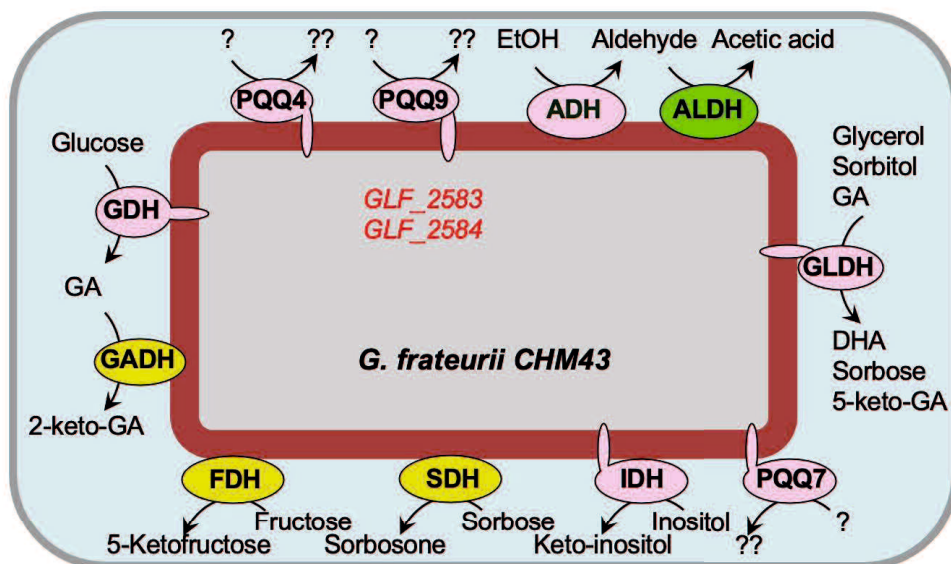 ? ?? ? ?? EtOH Aldehyde Acetic acid
PQQ4 PQQ9 ADH ALDH
Glucose
GDH
GA
GADH
2-keto-GA
GLF_2583
GLF_2584
G. frateurii CHM43
Glycerol
Sorbitol
GA
GLDH
DHA
Sorbose
5-keto-GA
FDH SDH IDH PQQ7
Fructose Sorbose Inositol ?
5-Ketofructose Sorbosone Keto-inositol ??